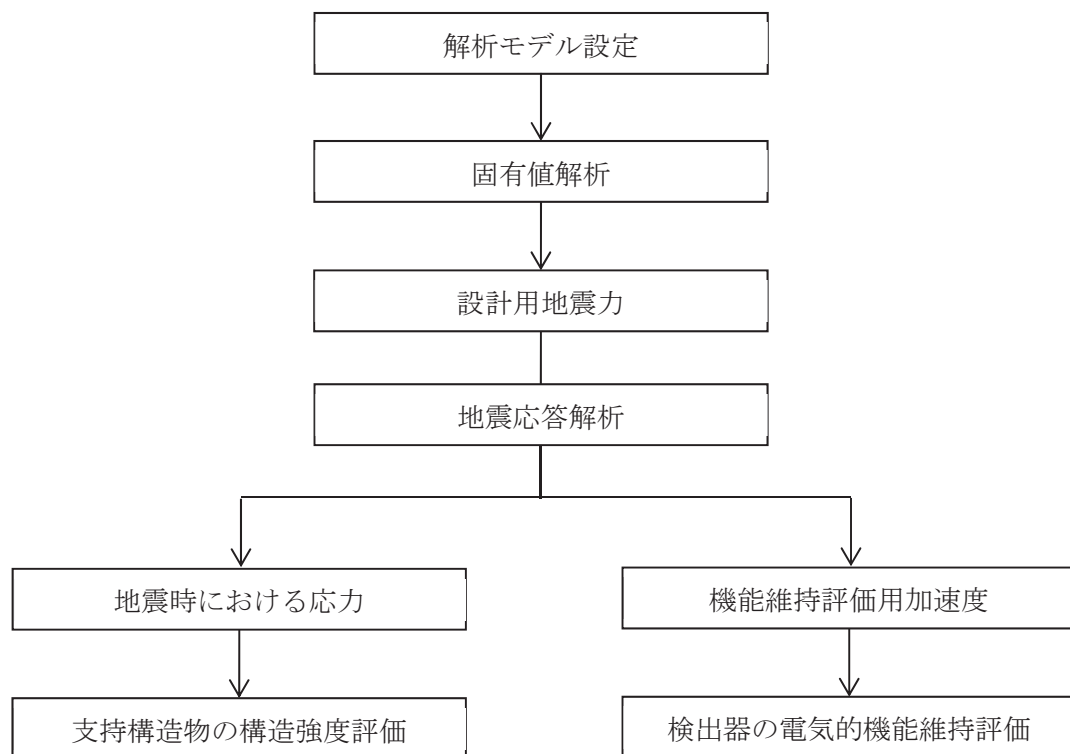 解析モデル設定
固有値解析
設計用地震力
地震応答解析
地震時における応力
機能維持評価用加速度
支持構造物の構造強度評価
検出器の電気的機能維持評価